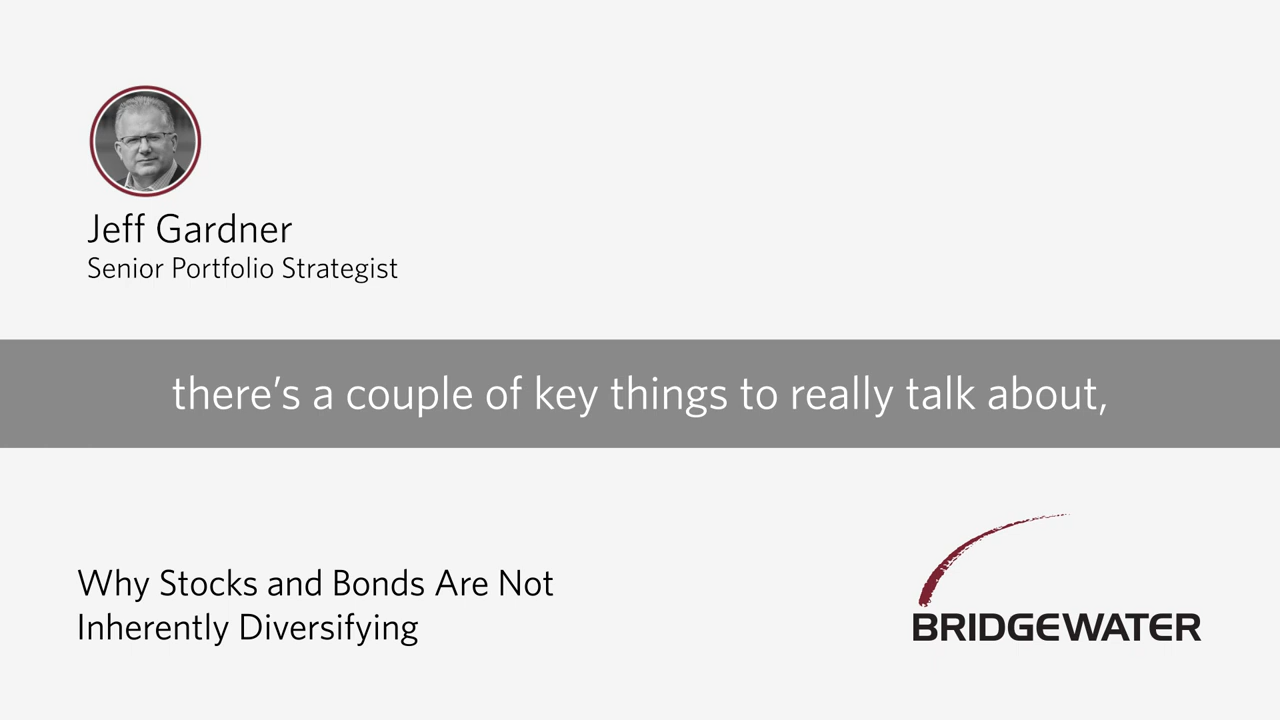 Jeff Gardner
Senior Portfolio Strategist
there’s a couple of key things to really talk about,
Why Stocks and Bonds Are Not
Inherently Diversifying
BRIDGEWATER